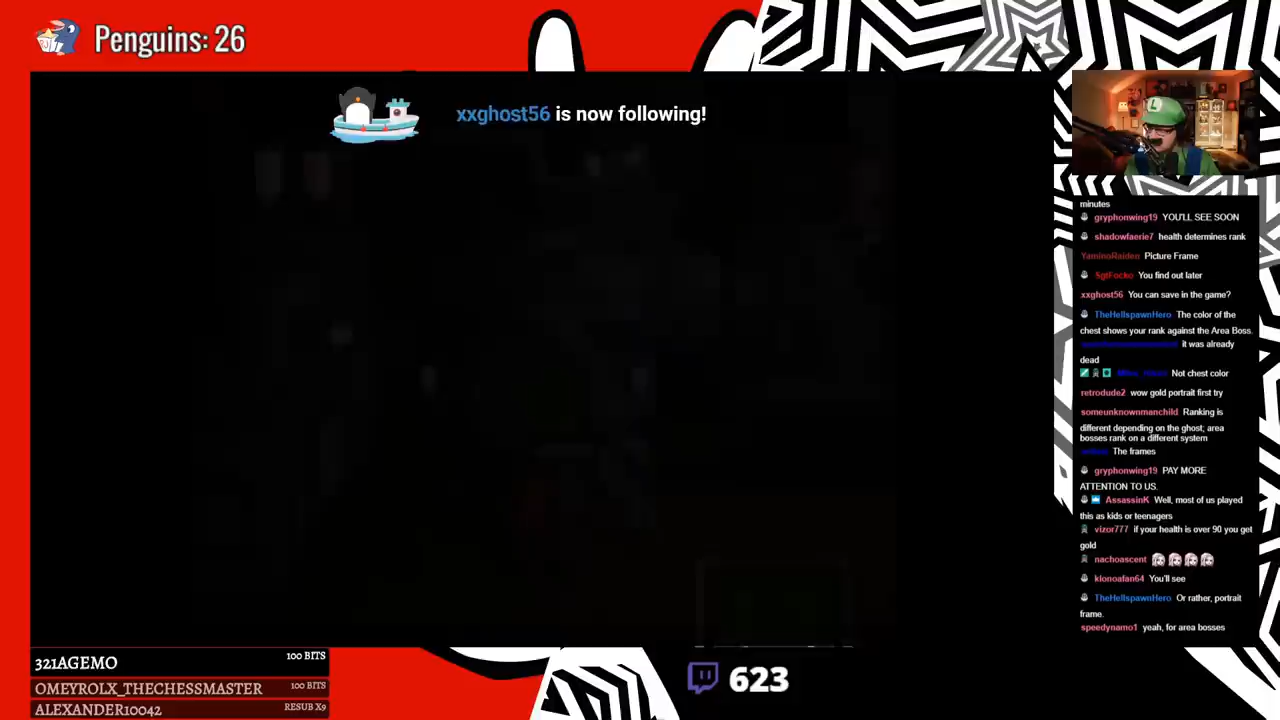 Penguins: 26
xxghost56 is now following!
minutes
gryphonwing19 YOU'LL SEE SOON
shadowfaerie7 health determines rank
YaminoRaiden Picture Frame
SgtFocko You find out later
xxghost56 You can save in the game?
TheHellspawnHero The color of the
chest shows your rank against the Area Boss.
it was already
dead
Not chest color
retrodude2 wow gold portrait first try
someunknownmanchild Ranking is
different depending on the ghost; area
bosses rank on a different system
The frames
gryphonwing19 PAY MORE
ATTENTION TO US.
AssassinK Well, most of us played
this as kids or teenagers
vizor777 if your health is over 90 you get
gold
nachoascent
kionoafan64 You'll see
TheHellspawnHero Or rather, portrait
frame.
speedynamo1 yeah, for area bosses
321AGEMO 100 BITS
OMEYROLX_THECHESSMASTER 100 BITS
ALEXANDER10042 RESUB X9
623